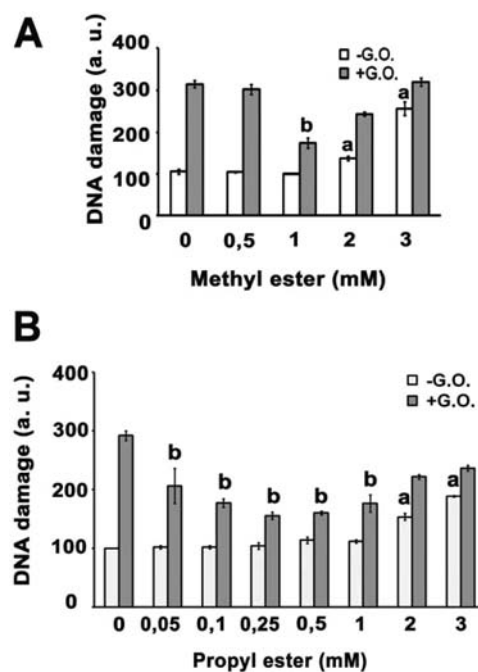 A
DNA damage (a. u.)
400
300
200
100
0
-G.O.
+G.O.
b
a
a
0 0,5 1 2 3
Methyl ester (mM)
B
DNA damage (a. u.)
400
300
200
100
0
-G.O.
+G.O.
b b b b b a a
0 0,05 0,1 0,25 0,5 1 2 3
Propyl ester (mM)